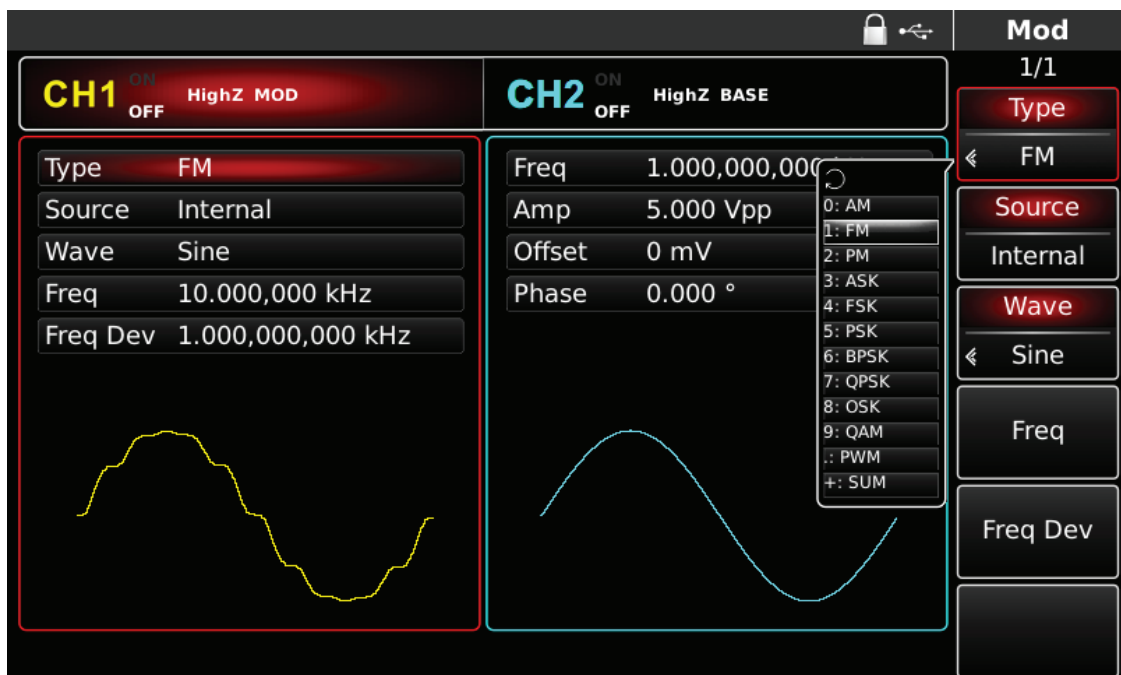 Mod
1/1
CH1 ON OFF HighZ MOD
CH2 ON OFF HighZ BASE
Type FM
Source Internal
Wave Sine
Freq 10.000,000 kHz
Freq Dev 1.000,000,000 kHz
Freq 1.000,000,000
Amp 5.000 Vpp
Offset 0 mV
Phase 0.000 °
0: AM
1: FM
2: PM
3: ASK
4: FSK
5: PSK
6: BPSK
7: QPSK
8: OSK
9: QAM
.: PWM
+: SUM
Type
FM
Source
Internal
Wave
Sine
Freq
Freq Dev